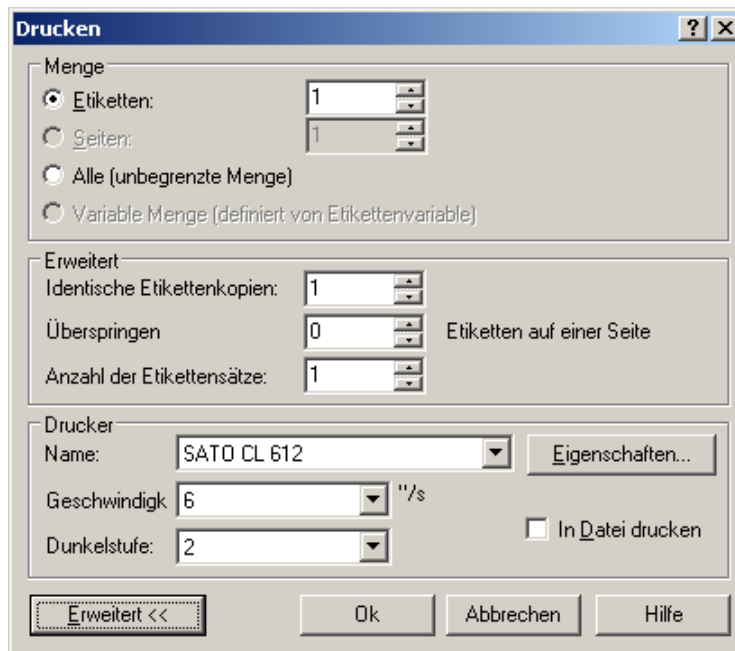 Drucken
Menge
Etiketten: 1
Seiten: 1
Alle (unbegrenzte Menge)
Variable Menge (definiert von Etikettenvariable)
Erweitert
Identische Etikettenkopien: 1
Überspringen 0 Etiketten auf einer Seite
Anzahl der Etikettensätze: 1
Drucker
Name: SATO CL 612 Eigenschaften...
Geschwindigk 6 "/s
In Datei drucken
Dunkelstufe: 2
Erweitert << Ok Abbrechen Hilfe